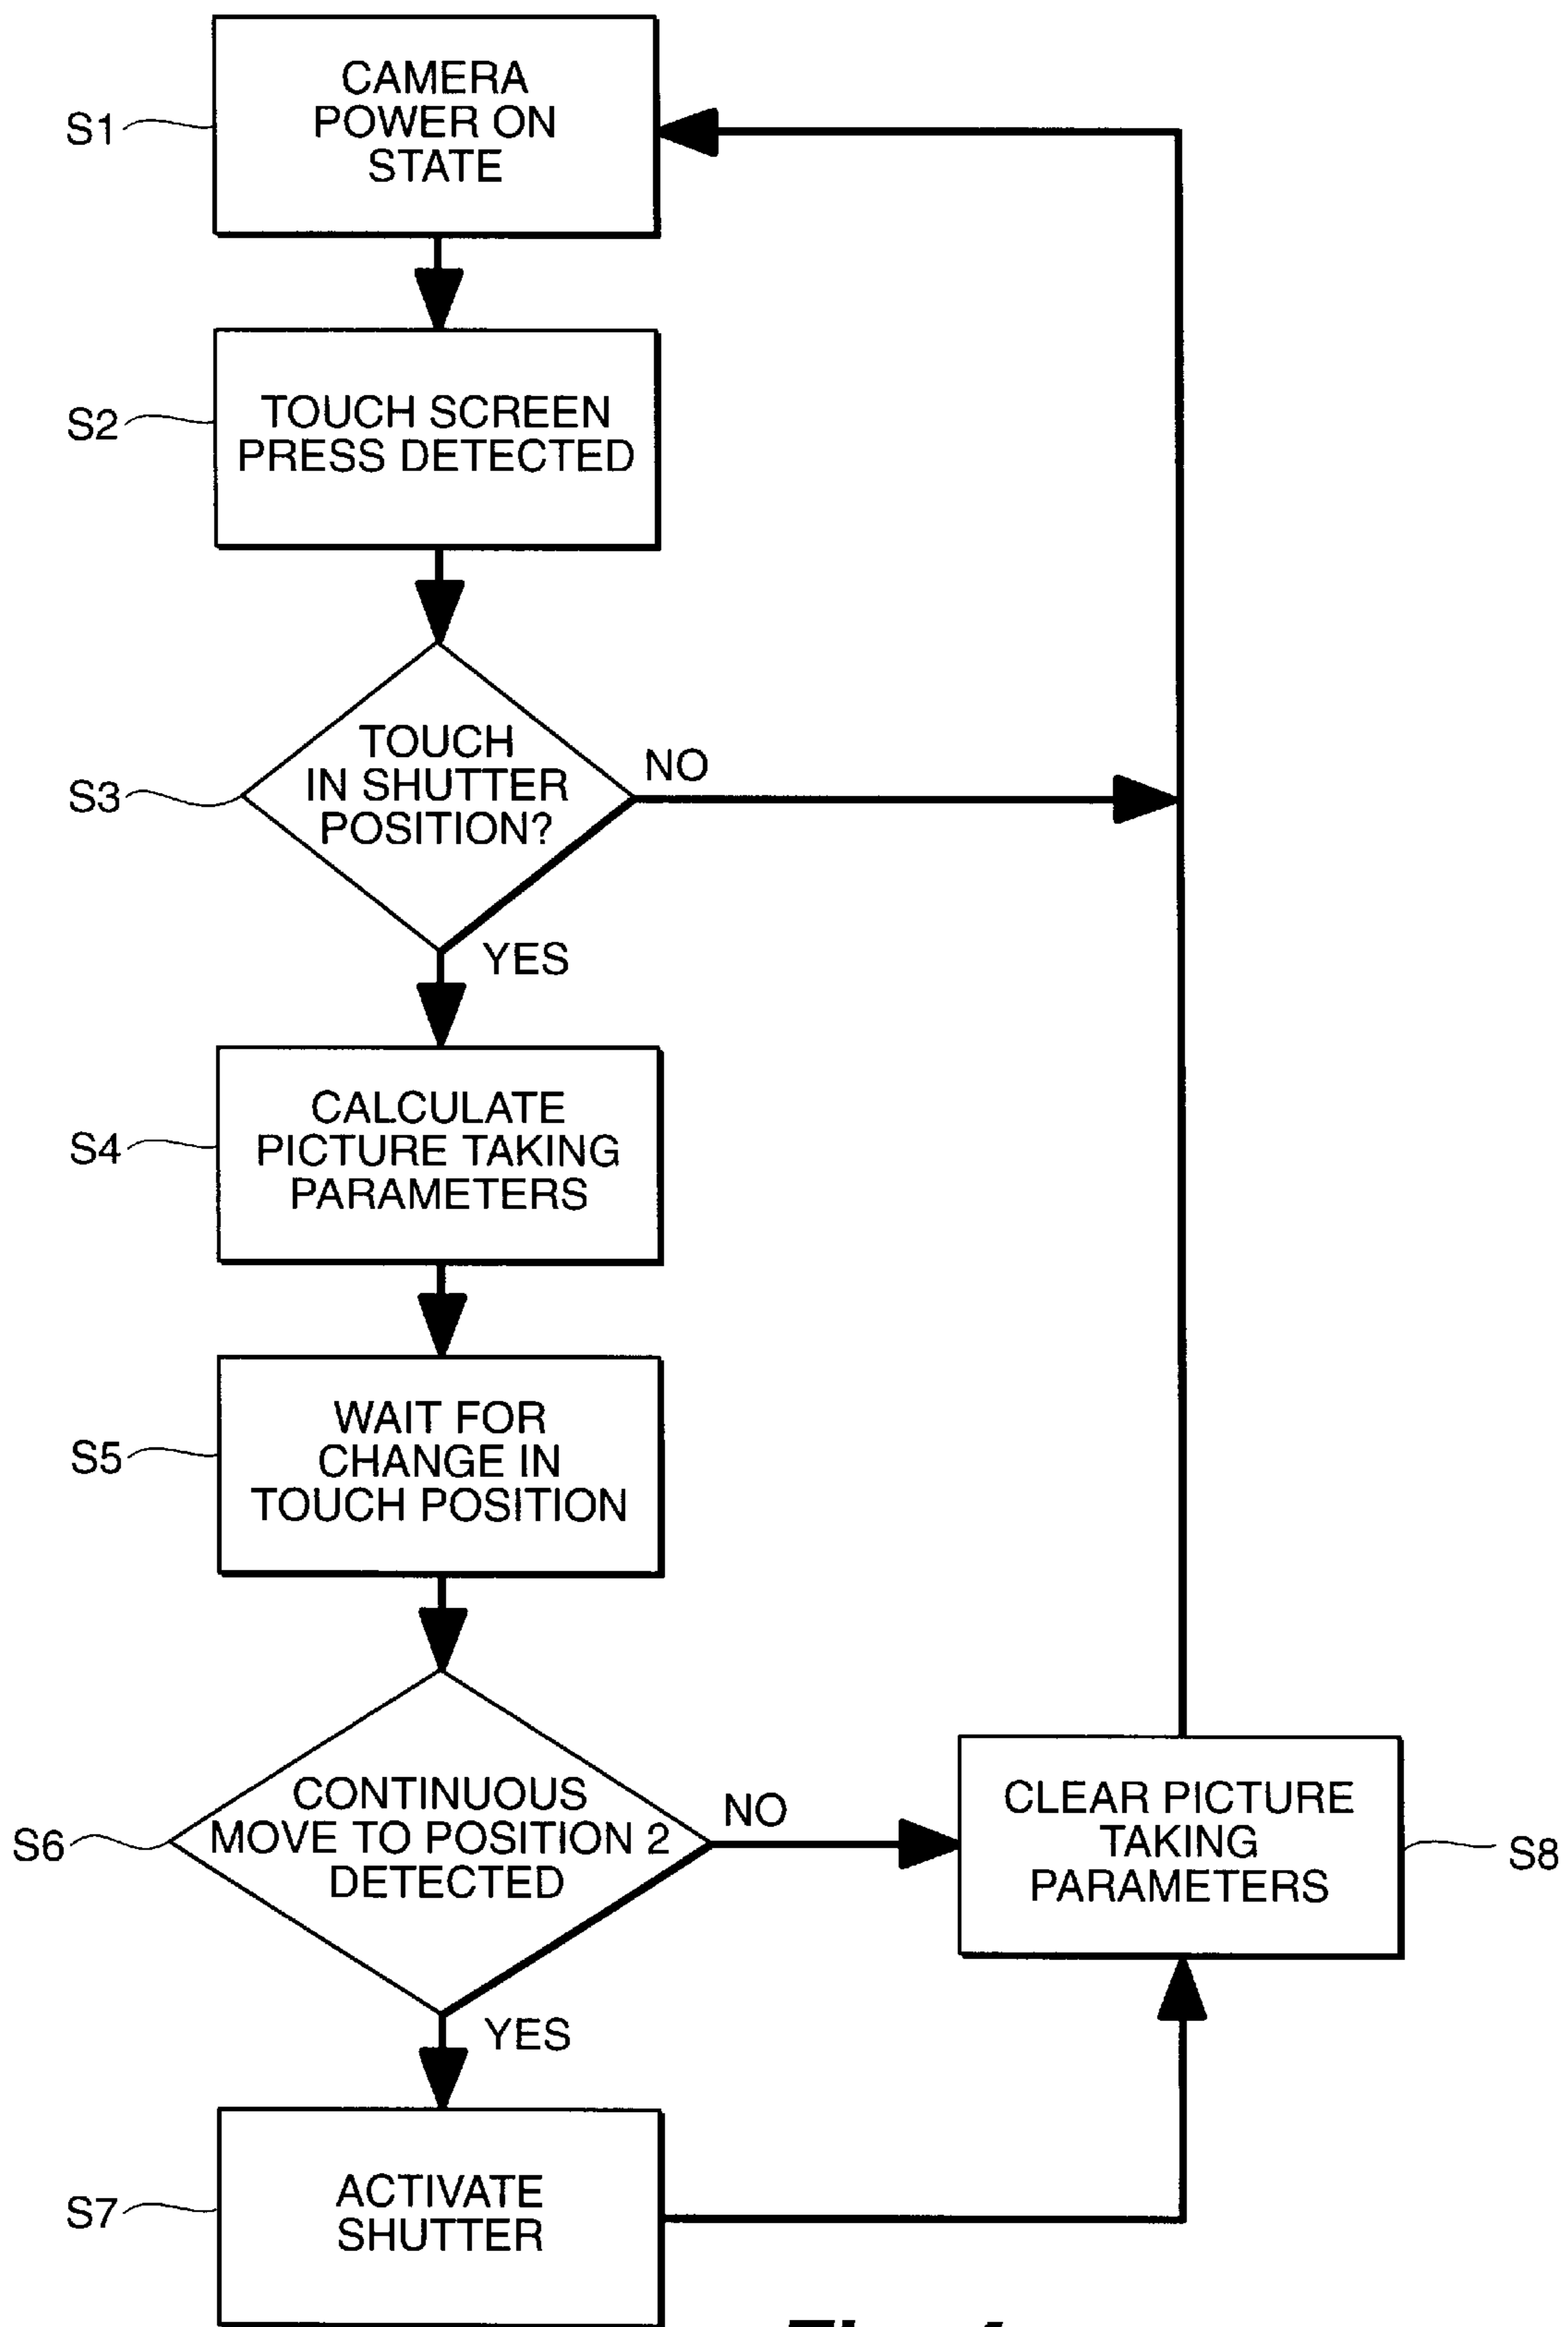 CAMERA
POWER ON
STATE
S1
TOUCH SCREEN
PRESS DETECTED
S2
TOUCH
IN SHUTTER
POSITION?
S3
NO
YES
CALCULATE
PICTURE TAKING
PARAMETERS
S4
WAIT FOR
CHANGE IN
TOUCH POSITION
S5
CONTINUOUS
MOVE TO POSITION 2
DETECTED
S6
NO
CLEAR PICTURE
TAKING
PARAMETERS
S8
YES
ACTIVATE
SHUTTER
S7